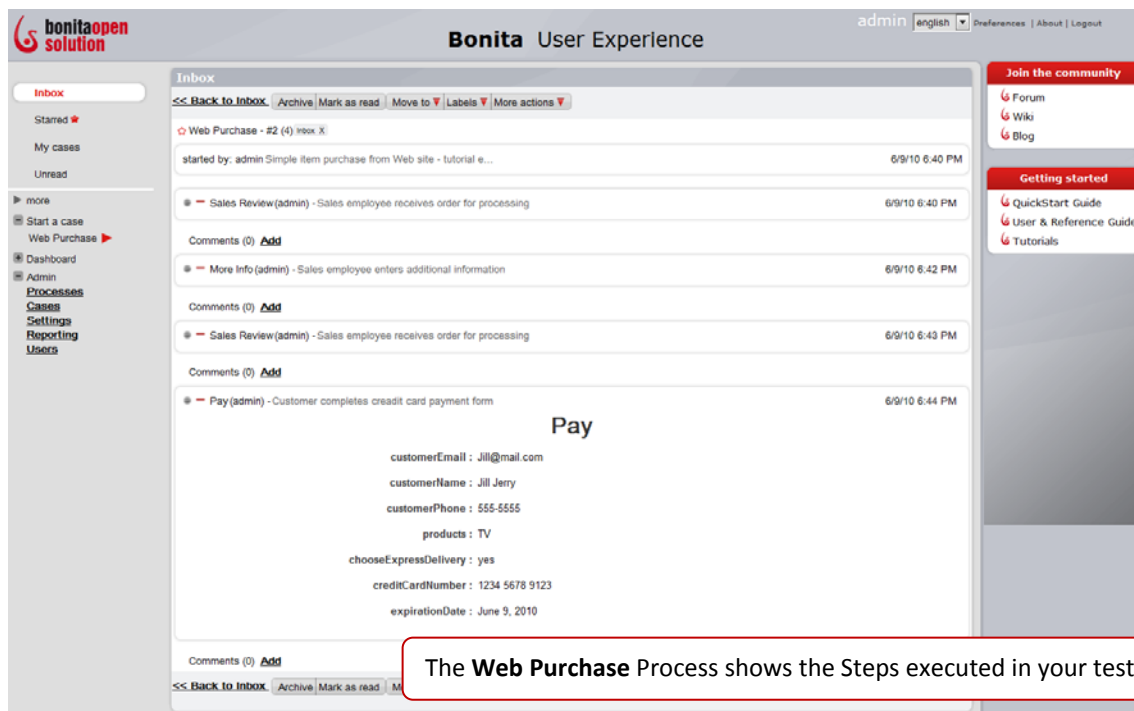 bonitaopen
solution
Bonita User Experience
admin english Preferences | About | Logout
Inbox
Starred
My cases
Unread
more
Start a case
Web Purchase
Dashboard
Admin
Processes
Cases
Settings
Reporting
Users
Inbox
<< Back to Inbox Archive Mark as read Move to Labels More actions
Web Purchase - #2 (4) Inbox X
started by: admin Simple item purchase from Web site - tutorial e... 6/9/10 6:40 PM
Sales Review(admin) - Sales employee receives order for processing 6/9/10 6:40 PM
Comments (0) Add
More Info(admin) - Sales employee enters additional information 6/9/10 6:42 PM
Comments (0) Add
Sales Review(admin) - Sales employee receives order for processing 6/9/10 6:43 PM
Comments (0) Add
Pay(admin) - Customer completes creadit card payment form 6/9/10 6:44 PM
Pay
customerEmail : Jill@mail.com
customerName : Jill Jerry
customerPhone : 555-5555
products : TV
chooseExpressDelivery : yes
creditCardNumber : 1234 5678 9123
expirationDate : June 9, 2010
Comments (0) Add
<< Back to Inbox Archive Mark as read M
The Web Purchase Process shows the Steps executed in your test
Join the community
Forum
Wiki
Blog
Getting started
QuickStart Guide
User & Reference Guide
Tutorials